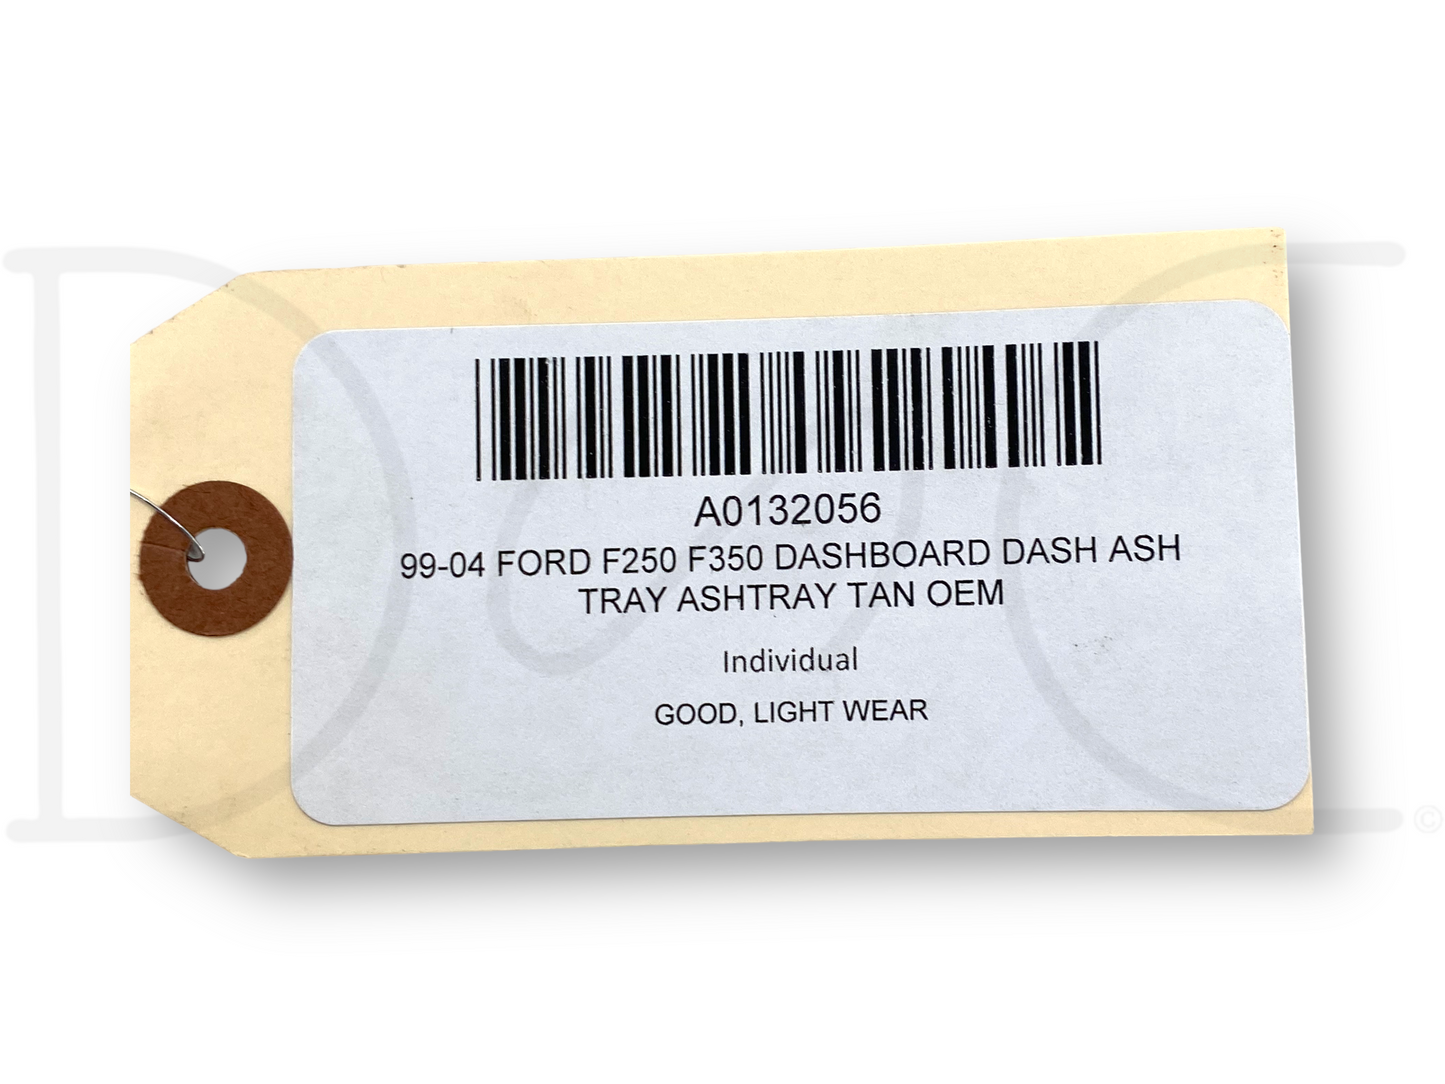 A0132056
99-04 FORD F250 F350 DASHBOARD DASH ASH
TRAY ASHTRAY TAN OEM
Individual
GOOD, LIGHT WEAR
©